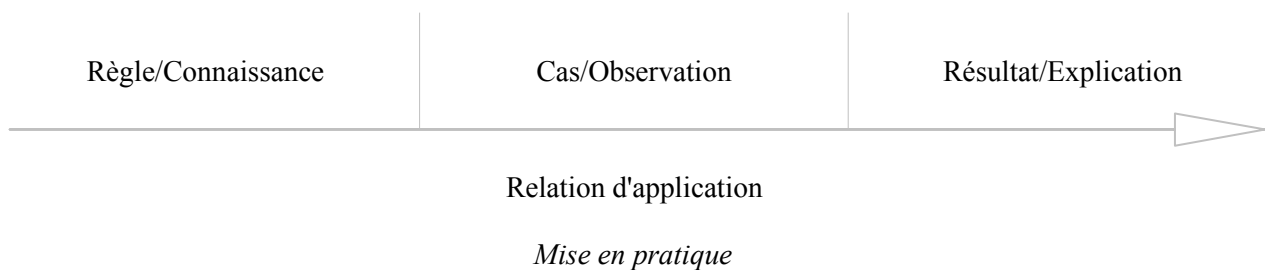 Règle/Connaissance
Cas/Observation
Résultat/Explication
Relation d'application
Mise en pratique